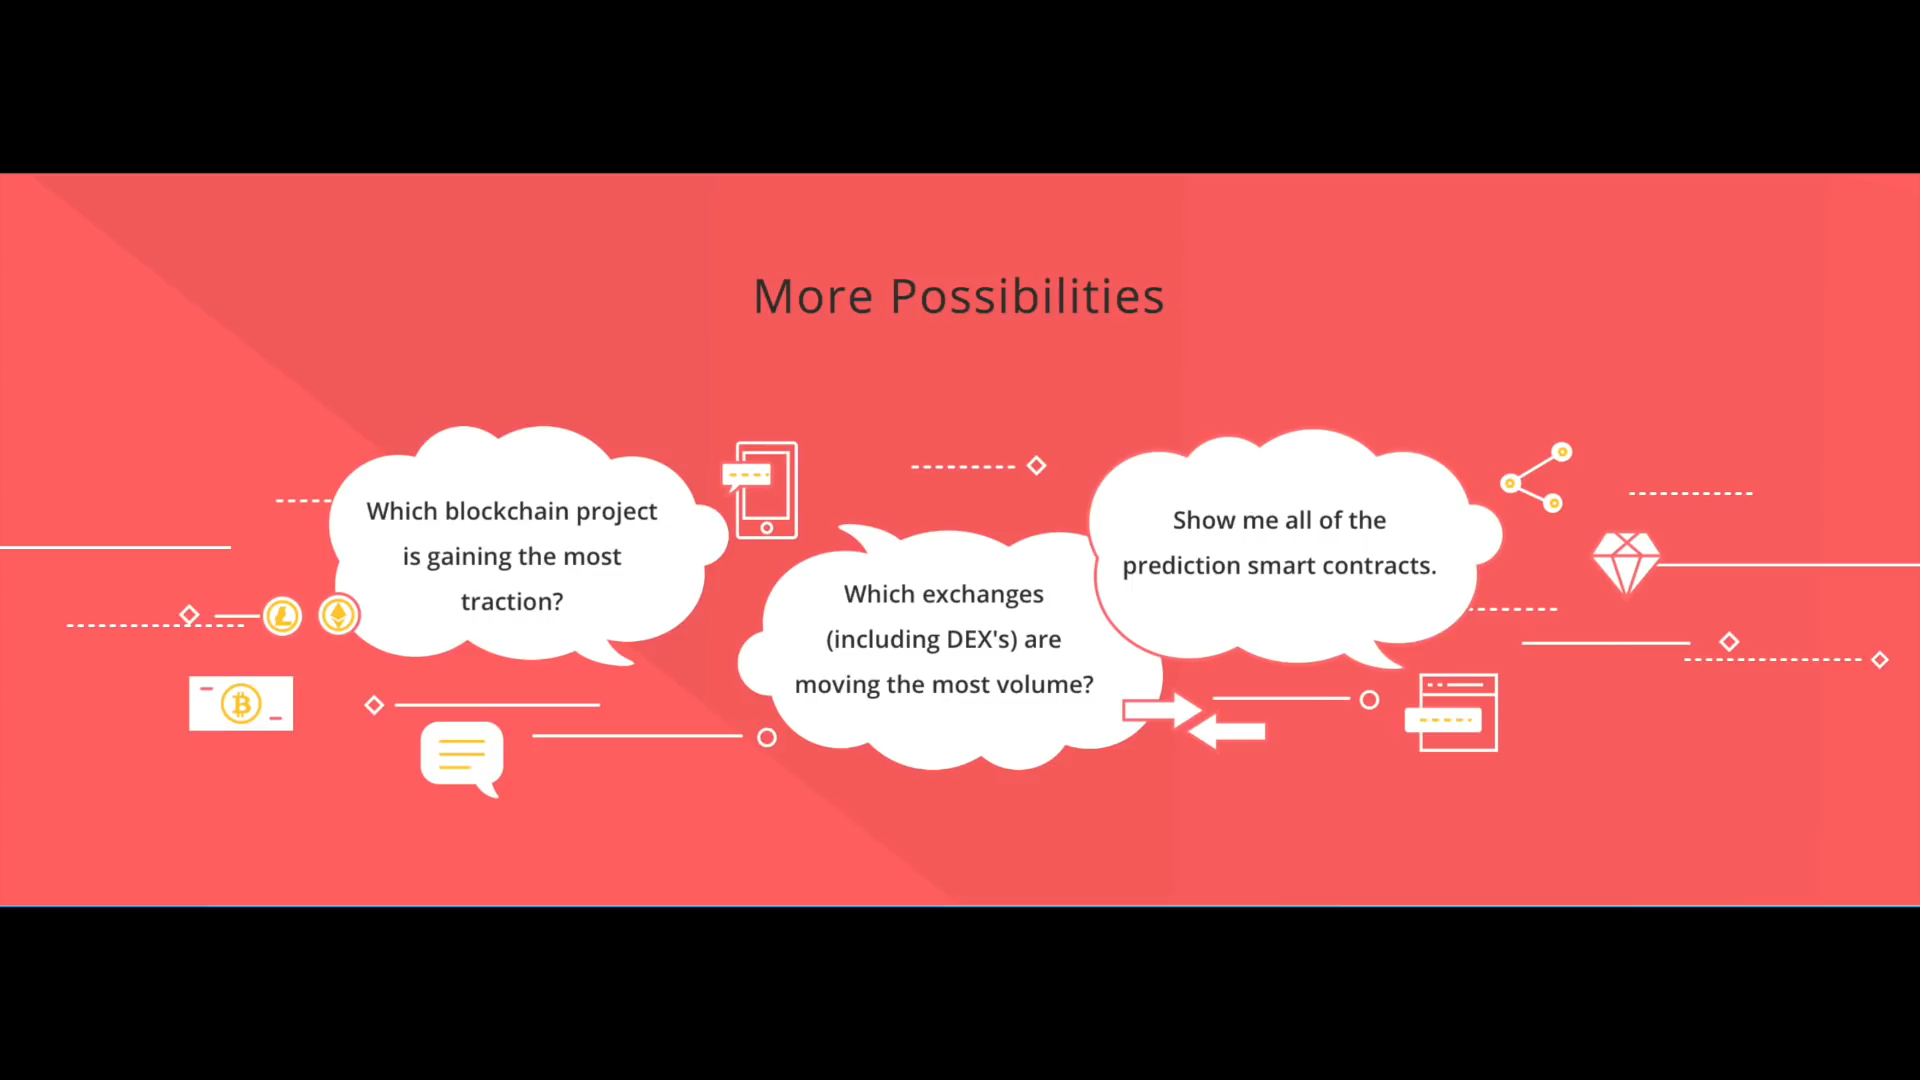 More Possibilities
Which blockchain project
is gaining the most
traction?
Which exchanges
(including DEX's) are
moving the most volume?
Show me all of the
prediction smart contracts.